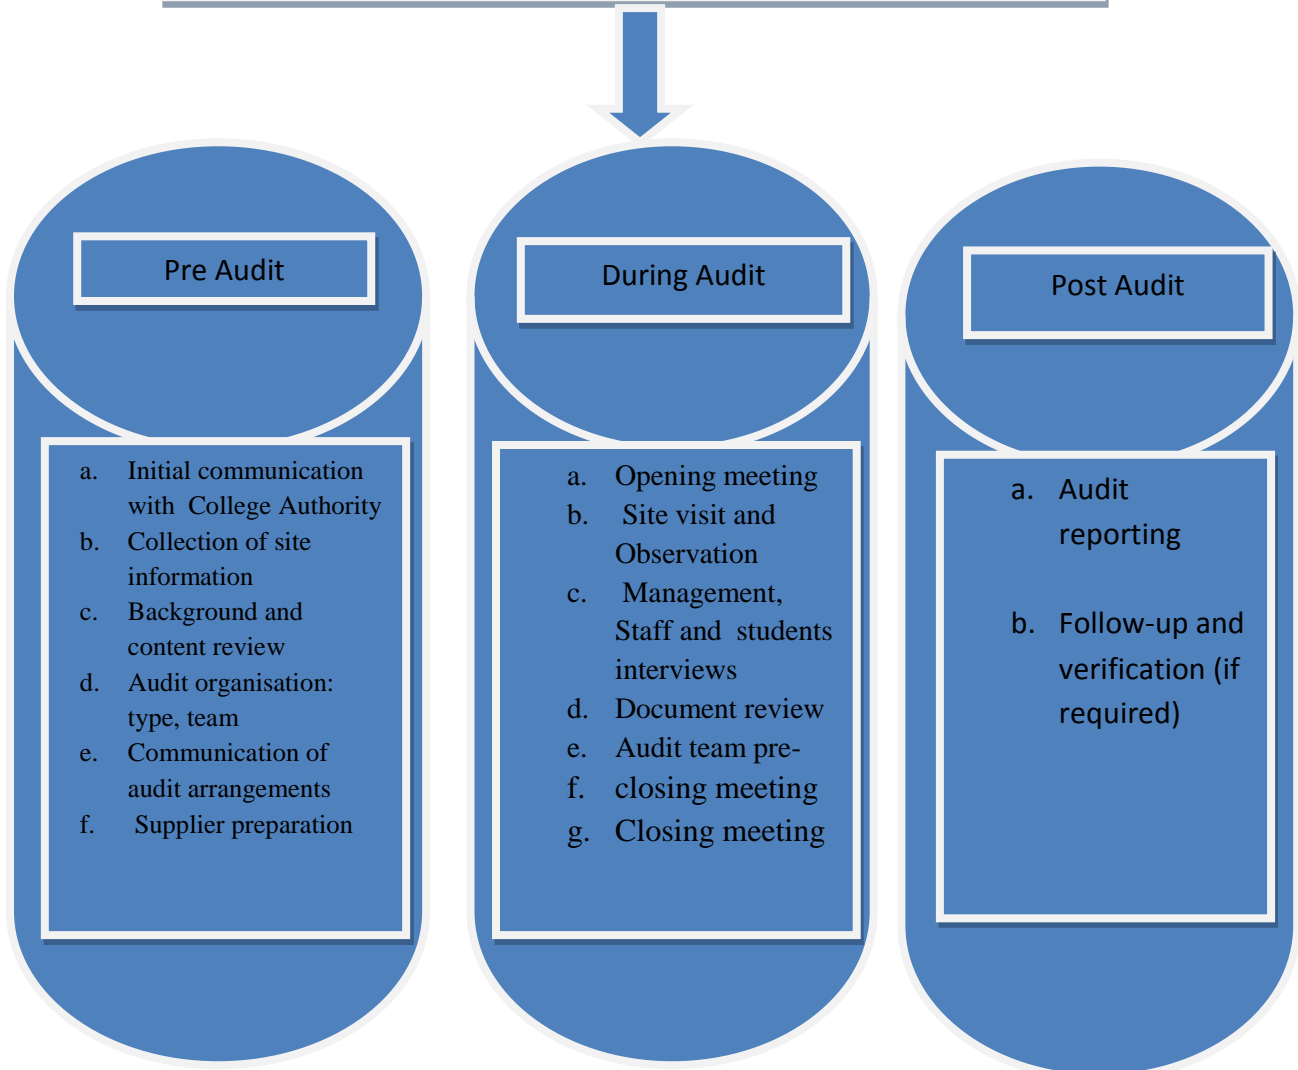 Pre Audit
a. Initial communication
with College Authority
b. Collection of site
information
c. Background and
content review
d. Audit organisation:
type, team
e. Communication of
audit arrangements
f. Supplier preparation
During Audit
a. Opening meeting
b. Site visit and
Observation
c. Management,
Staff and students
interviews
d. Document review
e. Audit team pre-
f. closing meeting
g. Closing meeting
Post Audit
a. Audit
reporting
b. Follow-up and
verification (if
required)